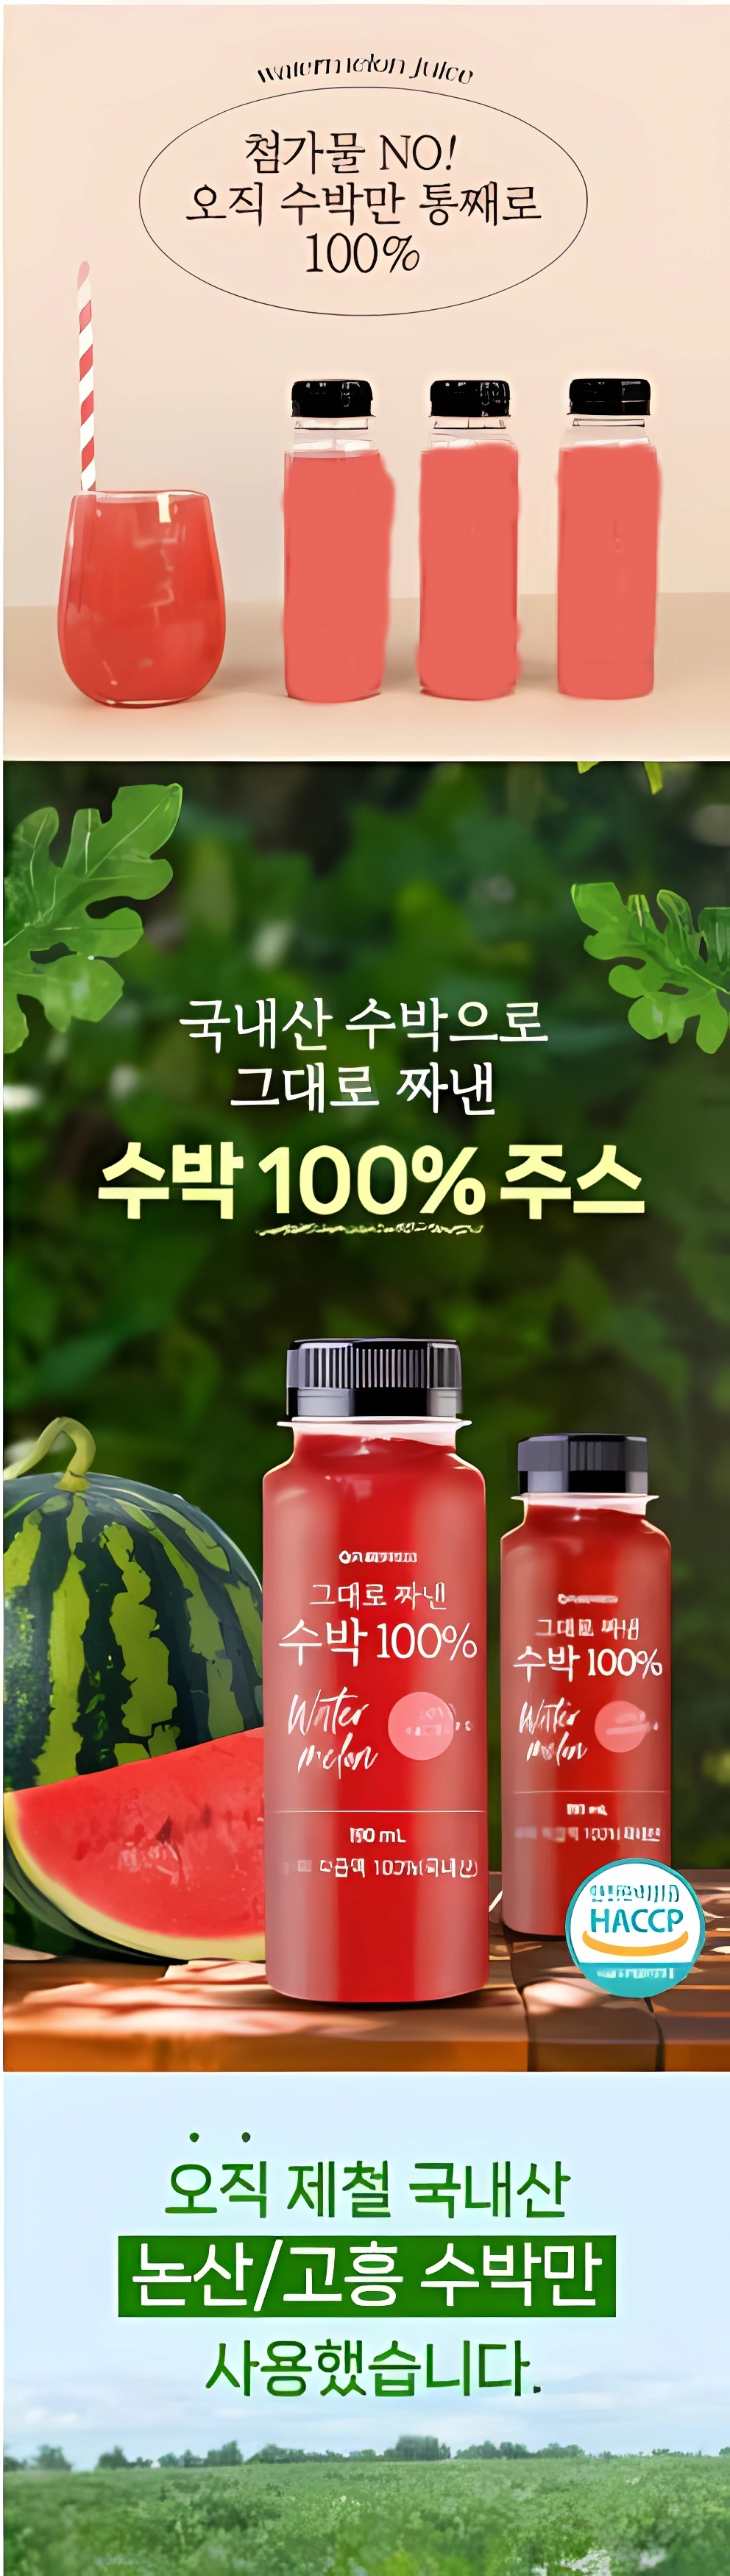 watermelon juice
첨가물 NO!
오직 수박만 통째로
100%
국내산 수박으로
그대로 짜낸
수박 100% 주스
그대로 짜낸
수박 100%
Water
melon
그대로 짜낸
수박 100%
Water
melon
190 mL
HACCP
오직 제철 국내산
논산/고흥 수박만
사용했습니다.